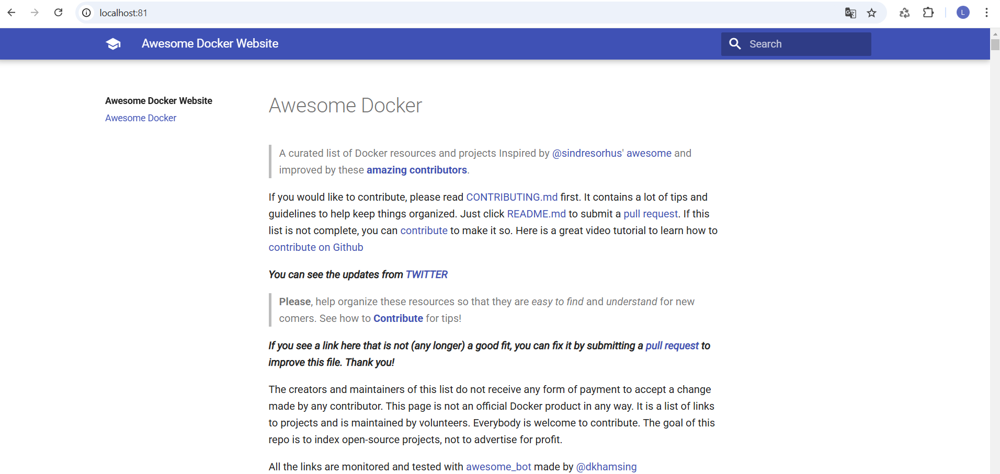 localhost:81
L
Awesome Docker Website
Search
Awesome Docker Website
Awesome Docker
Awesome Docker
A curated list of Docker resources and projects Inspired by @sindresorhus' awesome and
improved by these amazing contributors.
If you would like to contribute, please read CONTRIBUTING.md first. It contains a lot of tips and
guidelines to help keep things organized. Just click README.md to submit a pull request. If this
list is not complete, you can contribute to make it so. Here is a great video tutorial to learn how to
contribute on Github
You can see the updates from TWITTER
Please, help organize these resources so that they are easy to find and understand for new
comers. See how to Contribute for tips!
If you see a link here that is not (any longer) a good fit, you can fix it by submitting a pull request to
improve this file. Thank you!
The creators and maintainers of this list do not receive any form of payment to accept a change
made by any contributor. This page is not an official Docker product in any way. It is a list of links
to projects and is maintained by volunteers. Everybody is welcome to contribute. The goal of this
repo is to index open-source projects, not to advertise for profit.
All the links are monitored and tested with awesome_bot made by @dkhamsing